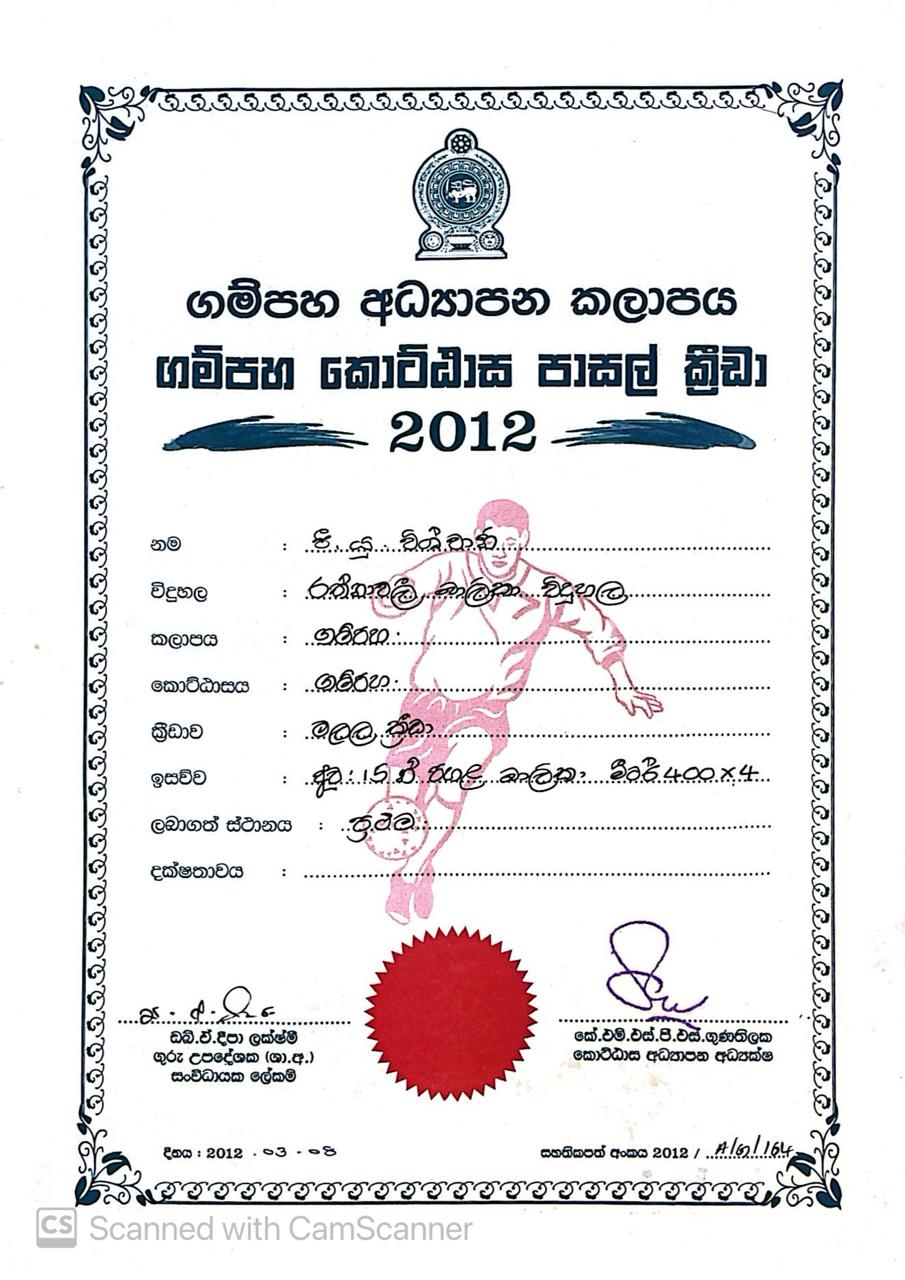 ගම්පහ අධ්‍යාපන කලාපය
ගම්පහ කොට්ඨාස පාසල් ක්‍රීඩා
2012
නම : පී. යු. විශ්වානි
විදුහල : රත්නාවලී බාලිකා විදුහල
කලාපය : ගම්පහ.
කොට්ඨාසය : ගම්පහ.
ක්‍රීඩාව : මලල ක්‍රීඩා
ඉසව්ව : අවු: 15 න් පහළ බාලිකා මීටර් 400×4
ලබාගත් ස්ථානය : ප්‍රථම
දක්ෂතාවය :
ඩබ්.ඒ.දීපා ලක්ෂ්මී
ගුරු උපදේශක (ශා.අ.)
සංවිධායක ලේකම්
කේ.එම්.එස්.පී.එස්.ගුණතිලක
කොට්ඨාස අධ්‍යාපන අධ්‍යක්ෂ
දිනය : 2012 .03 - 08
සහතිකපත් අංකය 2012 / A/ග/164
CS Scanned with CamScanner